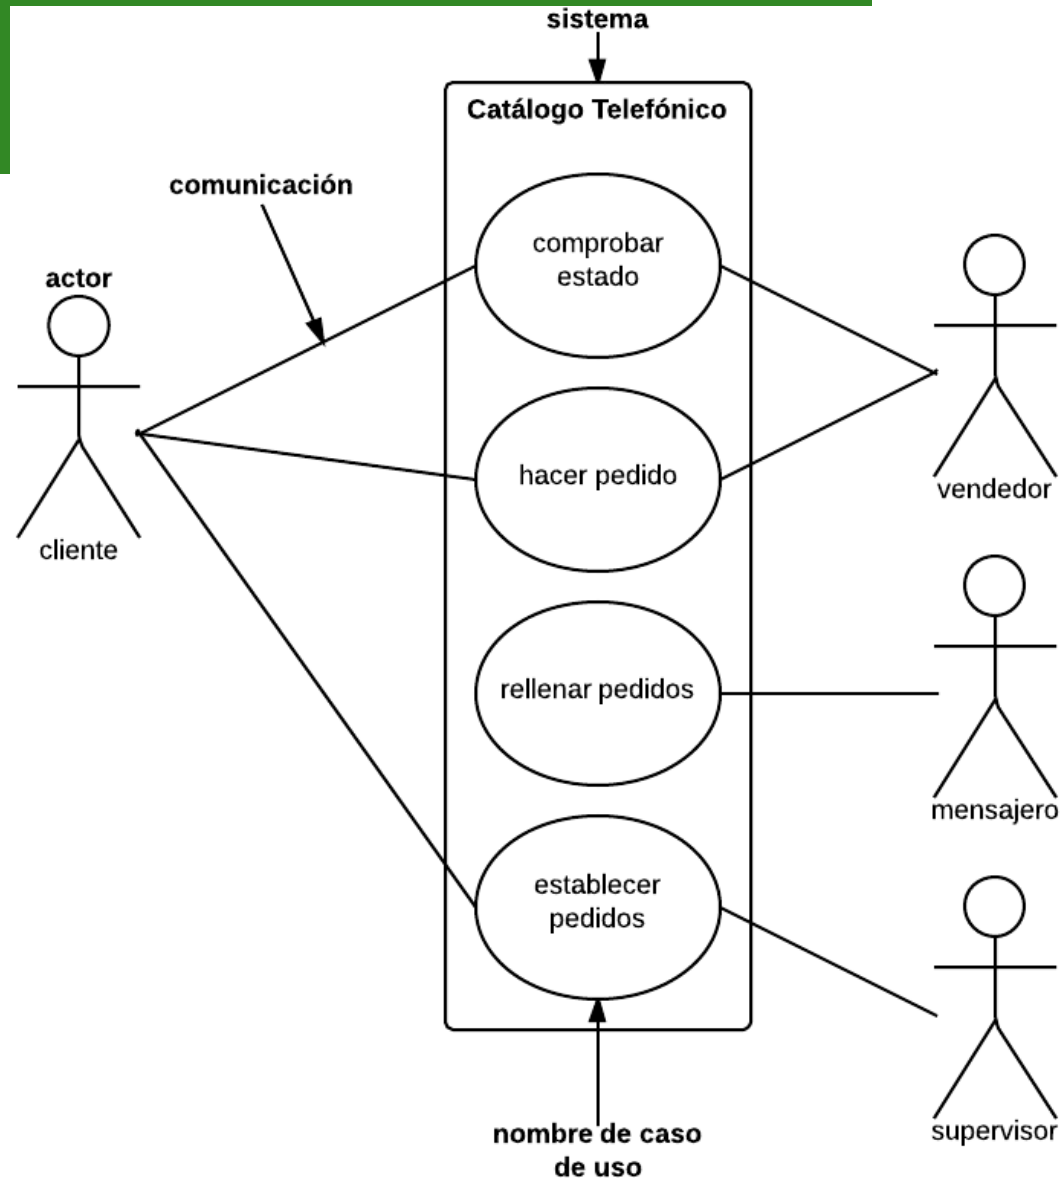 sistema
Catálogo Telefónico
comunicación
comprobar
estado
actor
hacer pedido
vendedor
cliente
rellenar pedidos
mensajero
establecer
pedidos
supervisor
nombre de caso
de uso